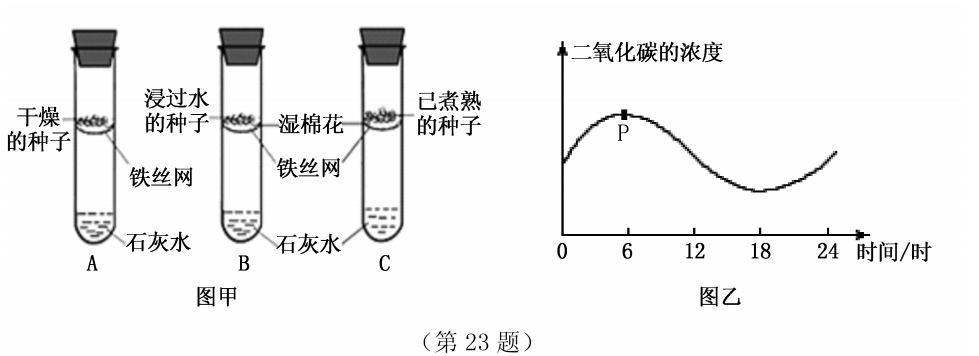 干燥
的种子
浸过水
的种子
湿棉花
已煮熟
的种子
铁丝网
铁丝网
石灰水
石灰水
A
B
C
图甲
二氧化碳的浓度
P
0 6 12 18 24 时间/时
图乙
（第 23 题）